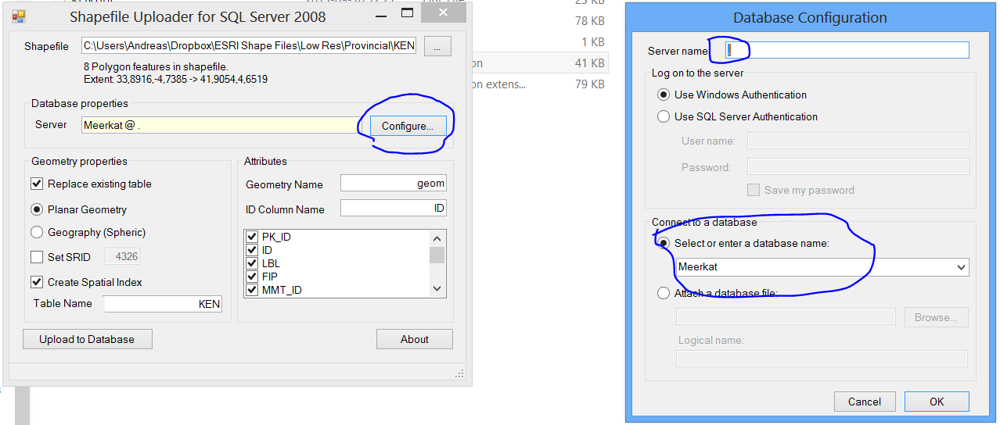 23 KB
78 KB
1 KB
on 41 KB
on extens... 79 KB
Shapefile Uploader for SQL Server 2008
Shapefile C:\Users\Andreas\Dropbox\ESRI Shape Files\Low Res\Provincial\KEN ...
8 Polygon features in shapefile.
Extent: 33,8916,-4,7385 -> 41,9054,4,6519
Database properties
Server Meerkat @ . Configure...
Geometry properties
Replace existing table
Planar Geometry
Geography (Spheric)
Set SRID 4326
Create Spatial Index
Table Name KEN
Attributes
Geometry Name geom
ID Column Name ID
PK_ID
ID
LBL
FIP
MMT_ID
Upload to Database About
Database Configuration
Server name: .
Log on to the server
Use Windows Authentication
Use SQL Server Authentication
User name:
Password:
Save my password
Connect to a database
Select or enter a database name:
Meerkat
Attach a database file:
Browse...
Logical name:
Cancel OK